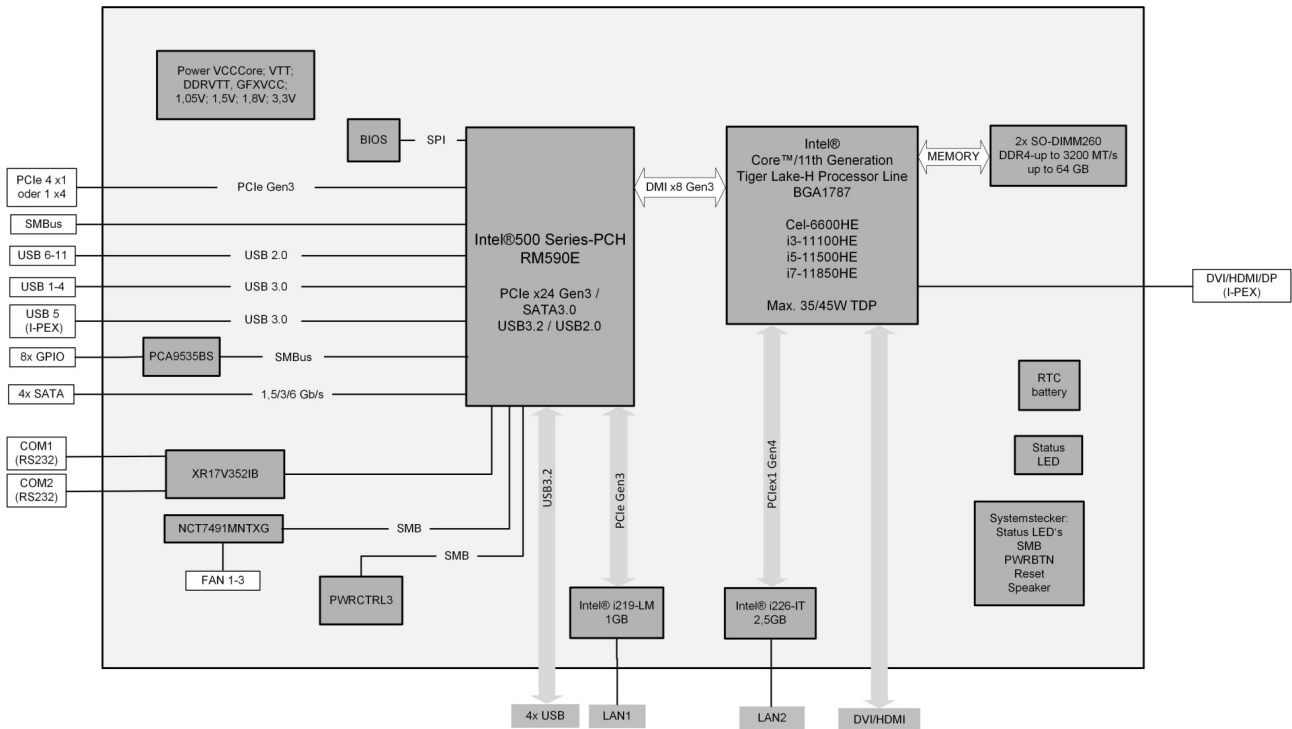 Power VCCCore; VTT;
DDRVTT, GFXVCC;
1,05V; 1,5V; 1,8V; 3,3V
BIOS
SPI
PCIe 4 x1
oder 1 x4
PCIe Gen3
SMBus
USB 6-11
USB 2.0
USB 1-4
USB 3.0
USB 5
(I-PEX)
USB 3.0
8x GPIO
PCA9535BS
SMBus
4x SATA
1,5/3/6 Gb/s
Intel®500 Series-PCH
RM590E
PCIe x24 Gen3 /
SATA3.0
USB3.2 / USB2.0
DMI x8 Gen3
Intel®
Core™/11th Generation
Tiger Lake-H Processor Line
BGA1787
Cel-6600HE
i3-11100HE
i5-11500HE
i7-11850HE
Max. 35/45W TDP
MEMORY
2x SO-DIMM260
DDR4-up to 3200 MT/s
up to 64 GB
DVI/HDMI/DP
(I-PEX)
RTC
battery
Status
LED
Systemstecker:
Status LED's
SMB
PWRBTN
Reset
Speaker
COM1
(RS232)
COM2
(RS232)
XR17V352IB
NCT7491MNTXG
SMB
FAN 1-3
SMB
PWRCTRL3
USB3.2
PCIe Gen3
PCIex1 Gen4
Intel® i219-LM
1GB
Intel® i226-IT
2,5GB
4x USB
LAN1
LAN2
DVI/HDMI